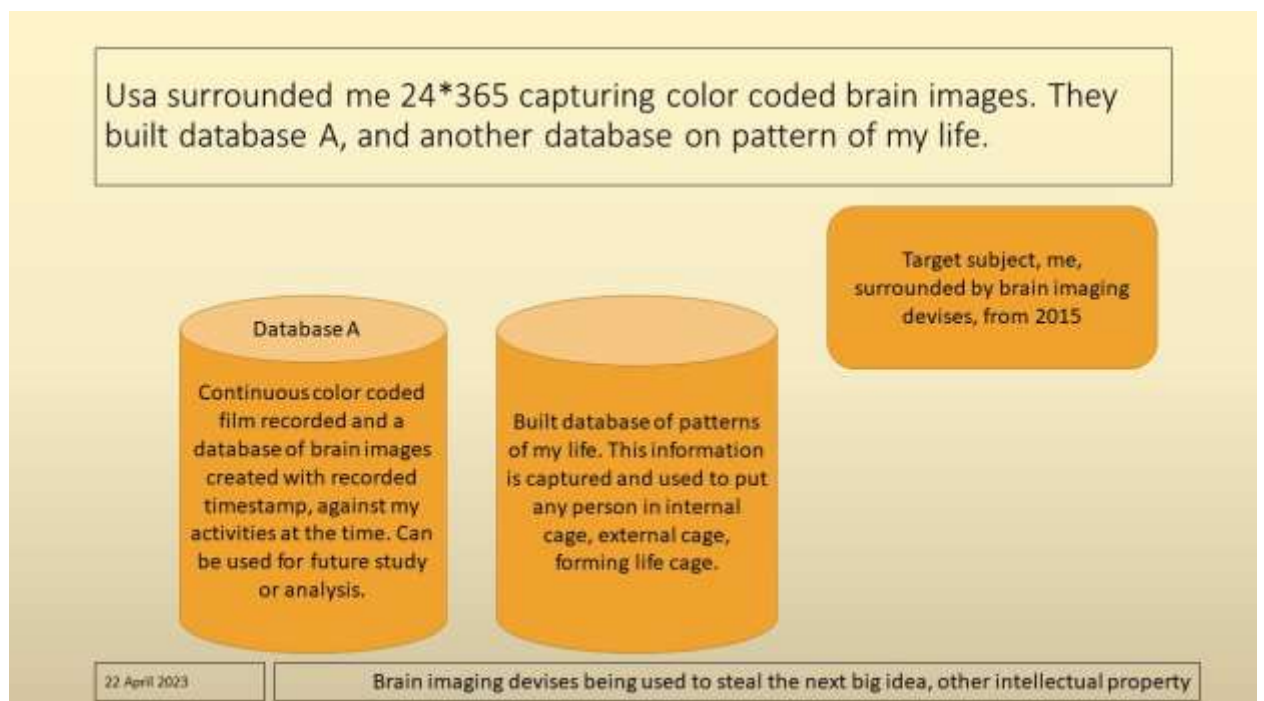 Usa surrounded me 24*365 capturing color coded brain images. They
built database A, and another database on pattern of my life.
Target subject, me,
surrounded by brain imaging
devises, from 2015
Database A
Continuous color coded
film recorded and a
database of brain images
created with recorded
timestamp, against my
activities at the time. Can
be used for future study
or analysis.
Built database of patterns
of my life. This information
is captured and used to put
any person in internal
cage, external cage,
forming life cage.
22 April 2023
Brain imaging devises being used to steal the next big idea, other intellectual property